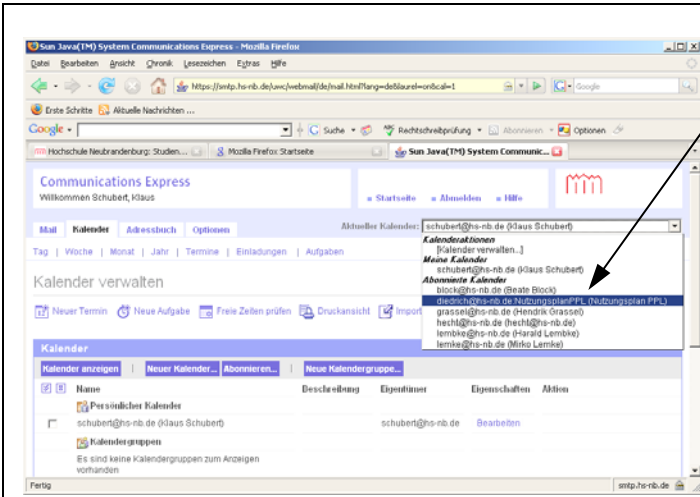 Sun Java(TM) System Communications Express - Mozilla Firefox
Datei Bearbeiten Ansicht Chronik Lesezeichen Extras Hilfe
https://smtp.hs-nb.de/uwc/webmail/de/mail.html?lang=de&laurel=on&cal=1 Google
Erste Schritte Aktuelle Nachrichten ...
Google Suche Rechtschreibprüfung Abonnieren Optionen
Hochschule Neubrandenburg: Studen... Mozilla Firefox Startseite Sun Java(TM) System Communic...
Communications Express
Willkommen Schubert, Klaus
Startseite Abmelden Hilfe
Mail Kalender Adressbuch Optionen Aktueller Kalender: schubert@hs-nb.de (Klaus Schubert)
Tag | Woche | Monat | Jahr | Termine | Einladungen | Aufgaben
Kalenderaktionen
[Kalender verwalten...]
Meine Kalender
schubert@hs-nb.de (Klaus Schubert)
Abonnierte Kalender
block@hs-nb.de (Beate Block)
diedrich@hs-nb.de:NutzungsplanPPL (Nutzungsplan PPL)
grassel@hs-nb.de (Hendrik Grassel)
hecht@hs-nb.de (hecht@hs-nb.de)
lembke@hs-nb.de (Harald Lembke)
lemke@hs-nb.de (Mirko Lemke)
Kalender verwalten
Neuer Termin Neue Aufgabe Freie Zeiten prüfen Druckansicht Import
Kalender
Kalender anzeigen | Neuer Kalender... Abonnieren... | Neue Kalendergruppe...
Name Beschreibung Eigentümer Eigenschaften Aktion
Persönlicher Kalender
schubert@hs-nb.de (Klaus Schubert) schubert@hs-nb.de Bearbeiten
Kalendergruppen
Es sind keine Kalendergruppen zum Anzeigen
vorhanden
Fertig smtp.hs-nb.de